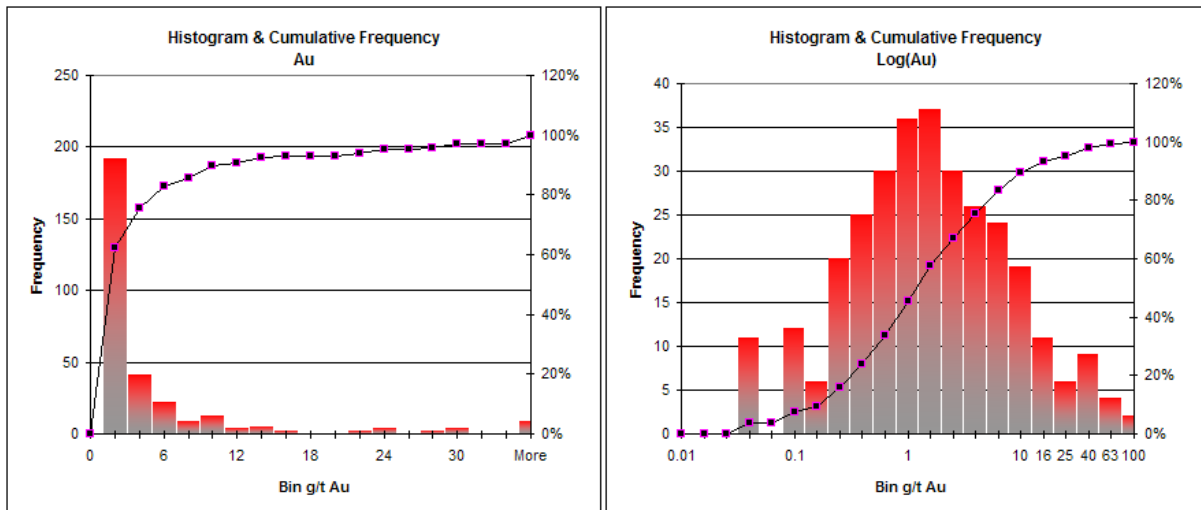 Histogram & Cumulative Frequency
Au
250
200
150
100
50
0
Frequency
120%
100%
80%
60%
40%
20%
0%
0 6 12 18 24 30 More
Bin g/t Au
Histogram & Cumulative Frequency
Log(Au)
40
35
30
25
20
15
10
5
0
Frequency
120%
100%
80%
60%
40%
20%
0%
0.01 0.1 1 10 16 25 40 63 100
Bin g/t Au